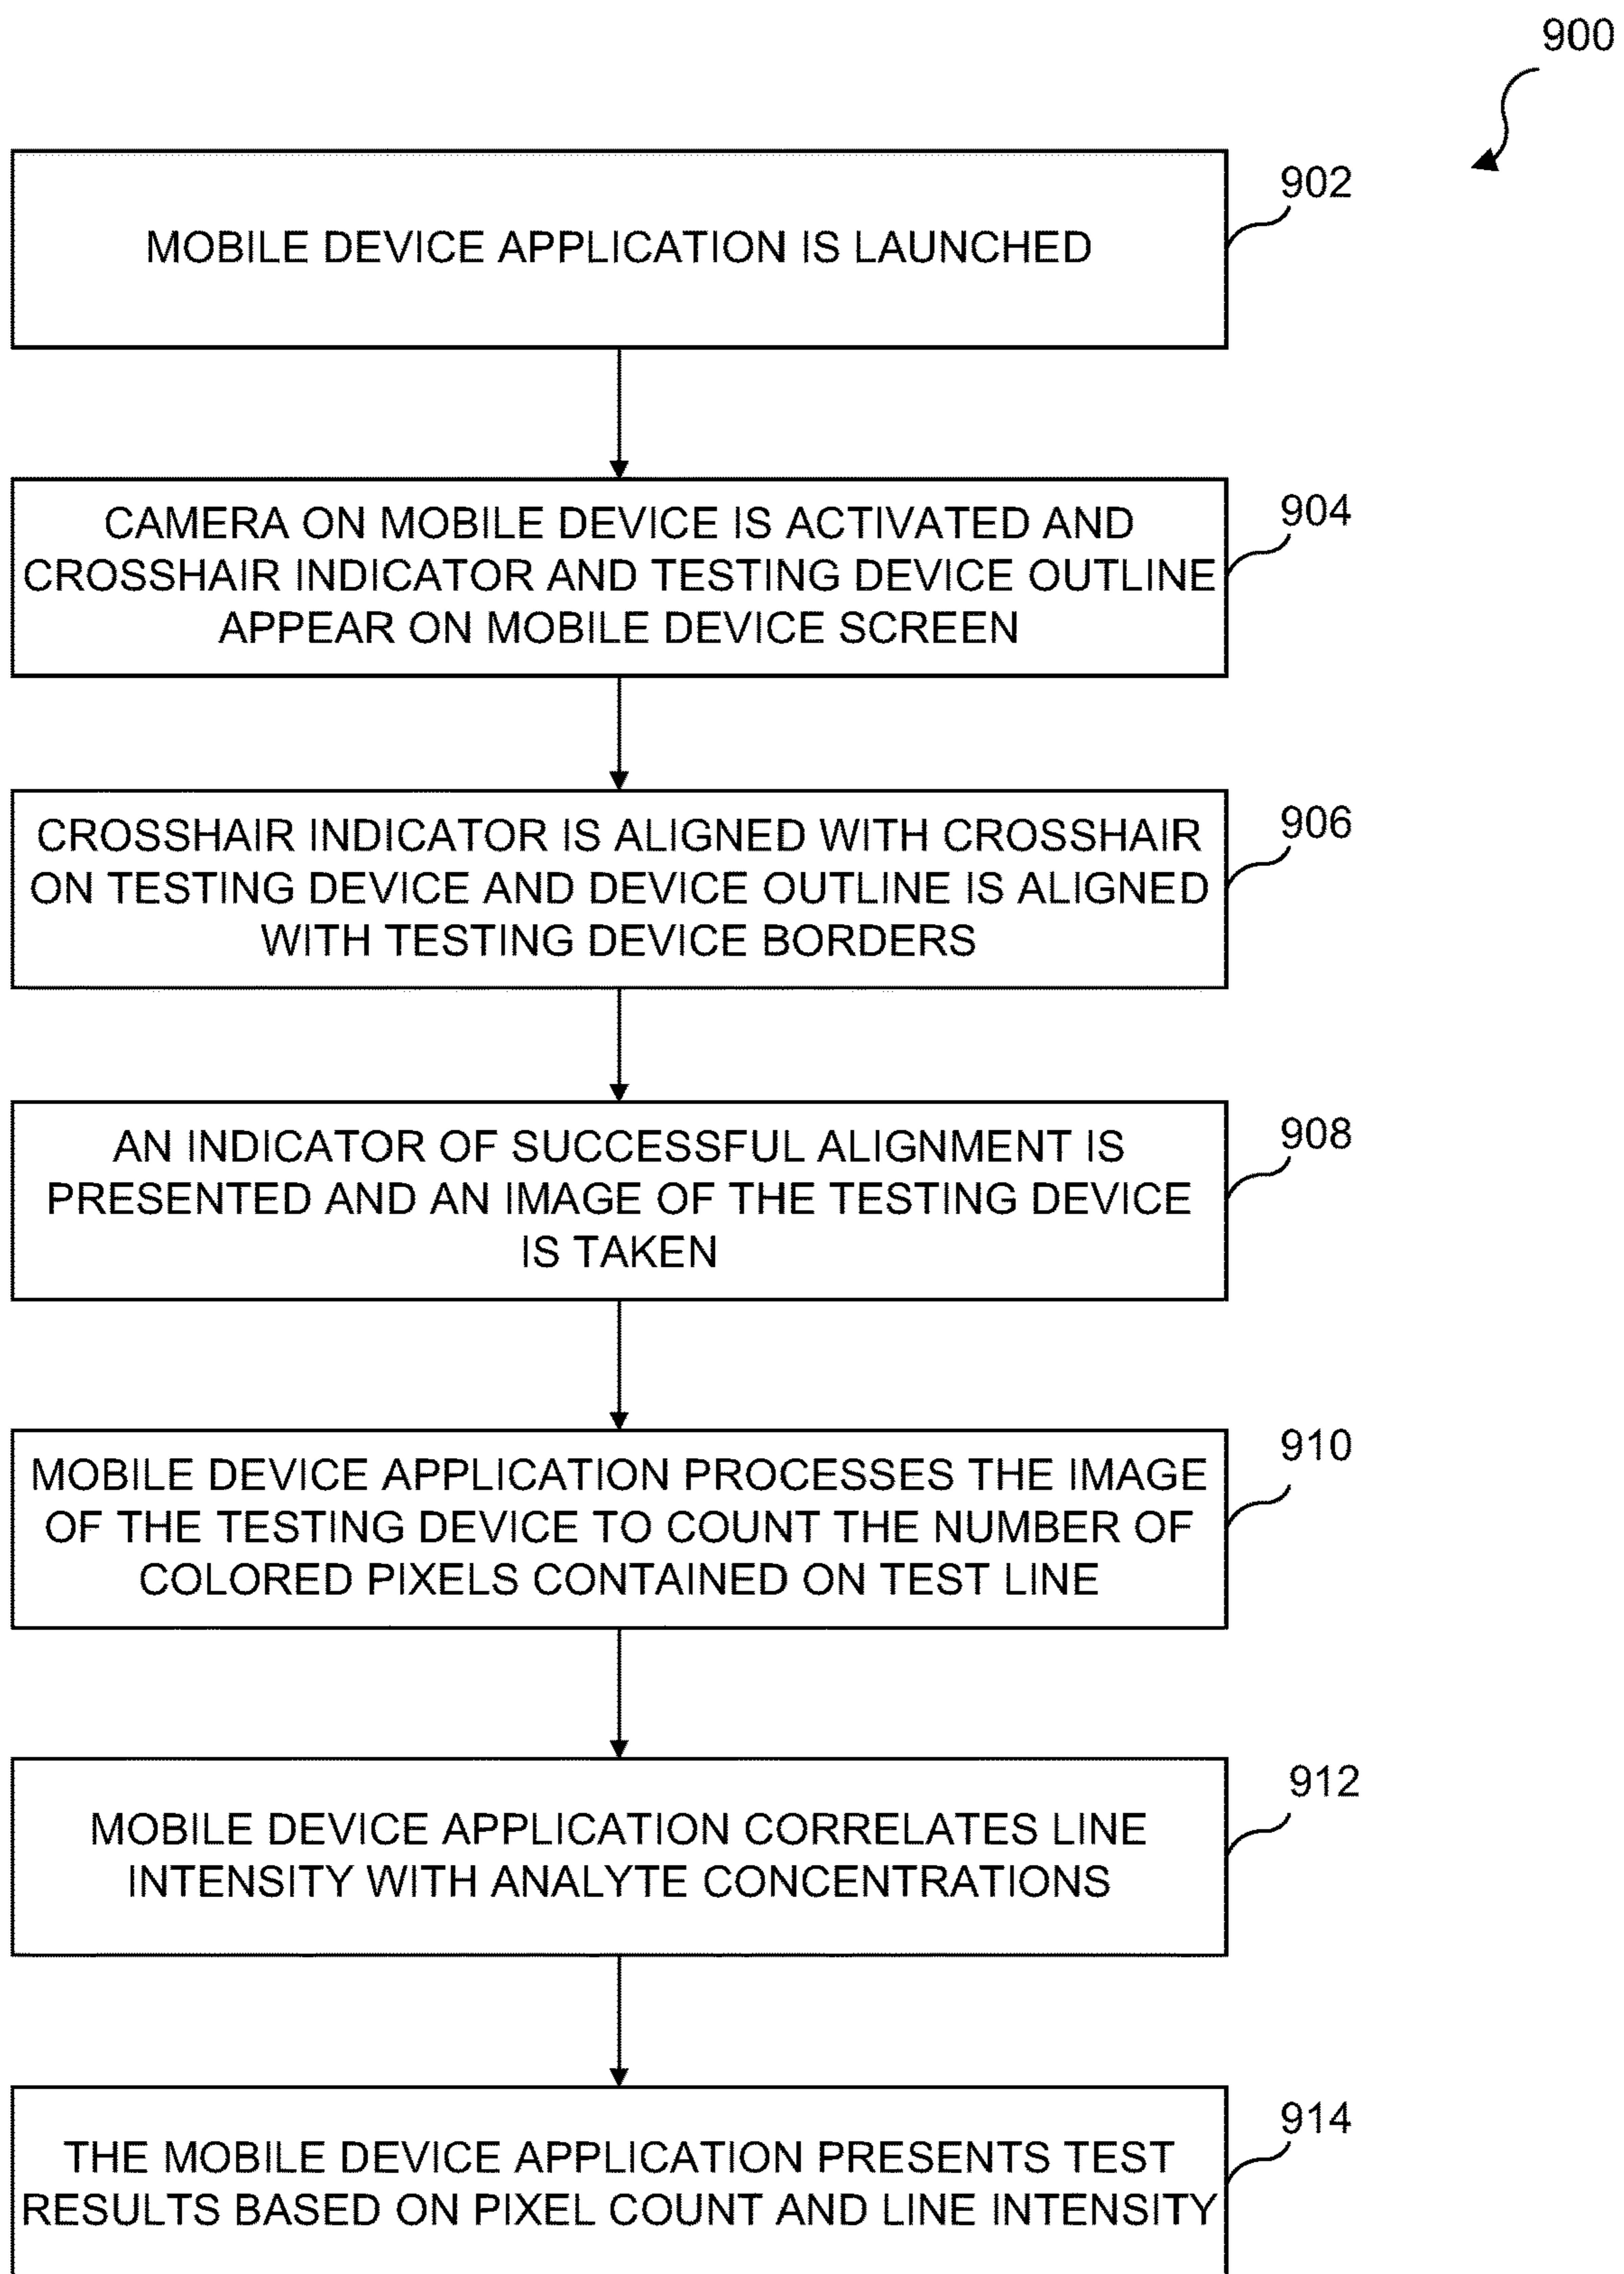 900
902
MOBILE DEVICE APPLICATION IS LAUNCHED
904
CAMERA ON MOBILE DEVICE IS ACTIVATED AND
CROSSHAIR INDICATOR AND TESTING DEVICE OUTLINE
APPEAR ON MOBILE DEVICE SCREEN
906
CROSSHAIR INDICATOR IS ALIGNED WITH CROSSHAIR
ON TESTING DEVICE AND DEVICE OUTLINE IS ALIGNED
WITH TESTING DEVICE BORDERS
908
AN INDICATOR OF SUCCESSFUL ALIGNMENT IS
PRESENTED AND AN IMAGE OF THE TESTING DEVICE
IS TAKEN
910
MOBILE DEVICE APPLICATION PROCESSES THE IMAGE
OF THE TESTING DEVICE TO COUNT THE NUMBER OF
COLORED PIXELS CONTAINED ON TEST LINE
912
MOBILE DEVICE APPLICATION CORRELATES LINE
INTENSITY WITH ANALYTE CONCENTRATIONS
914
THE MOBILE DEVICE APPLICATION PRESENTS TEST
RESULTS BASED ON PIXEL COUNT AND LINE INTENSITY